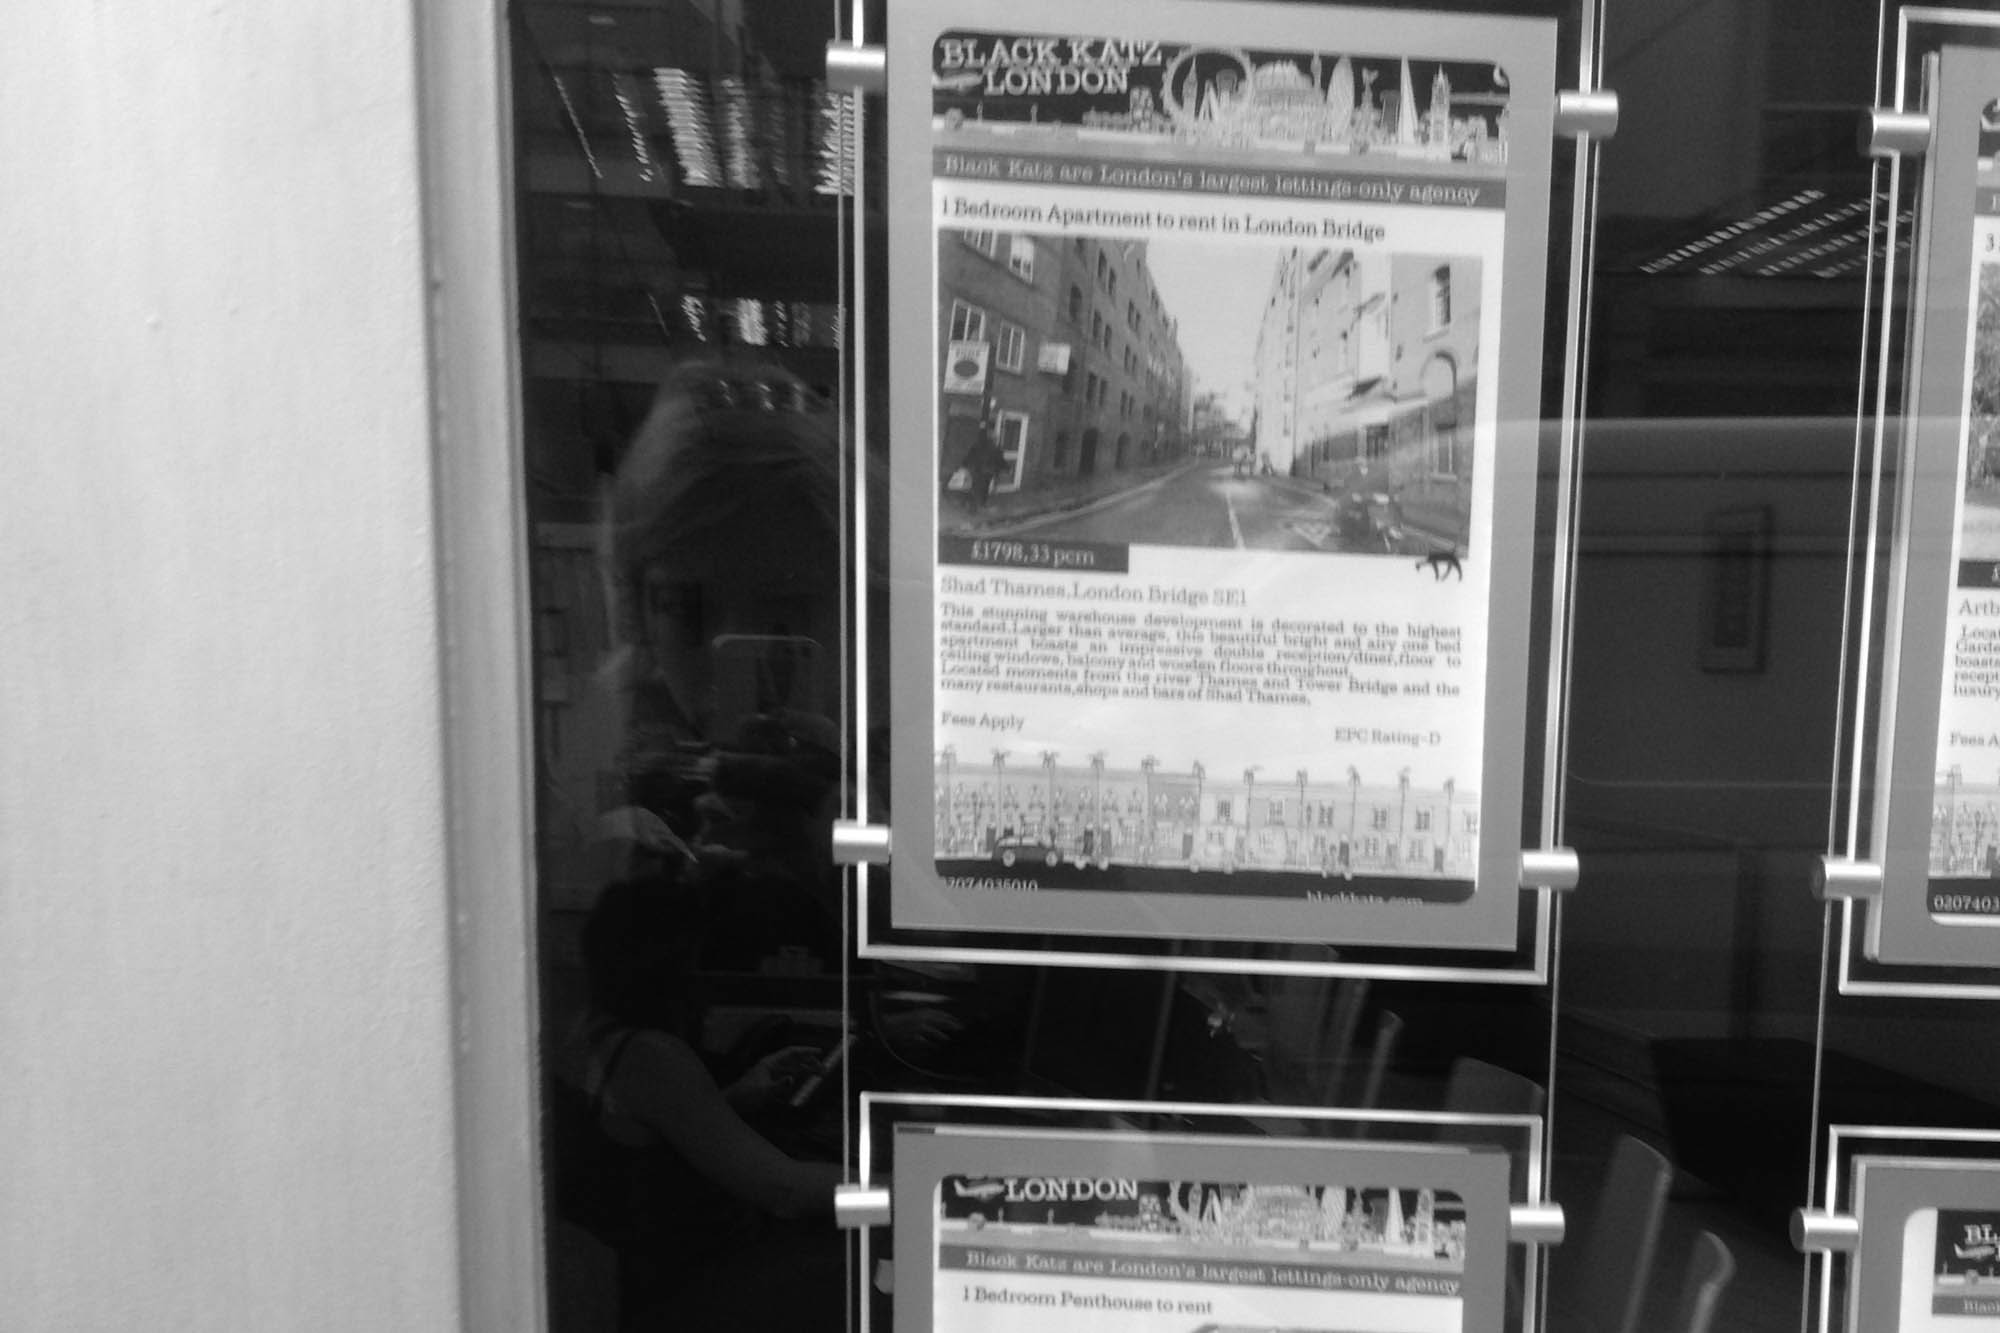 BLACK KATZ
LONDON
Black Katz are London's largest lettings-only agency
1 Bedroom Apartment to rent in London Bridge
£1798,33 pcm
Shad Thames,London Bridge SE1
This stunning warehouse development is decorated to the highest
standard.Larger than average, this beautiful bright and airy one bed
apartment boasts an impressive double reception/diner,floor to
ceiling windows, balcony and wooden floors throughout.
Located moments from the river Thames and Tower Bridge and the
many restaurants,shops and bars of Shad Thames.
Fees Apply
EPC Rating-D
02074035010
blackkatz.com
LONDON
Black Katz are London's largest lettings-only agency
1 Bedroom Penthouse to rent
3
£
Artb
Locat
Garde
boasts
recept
luxury
Fees A
0207403
BL
Black